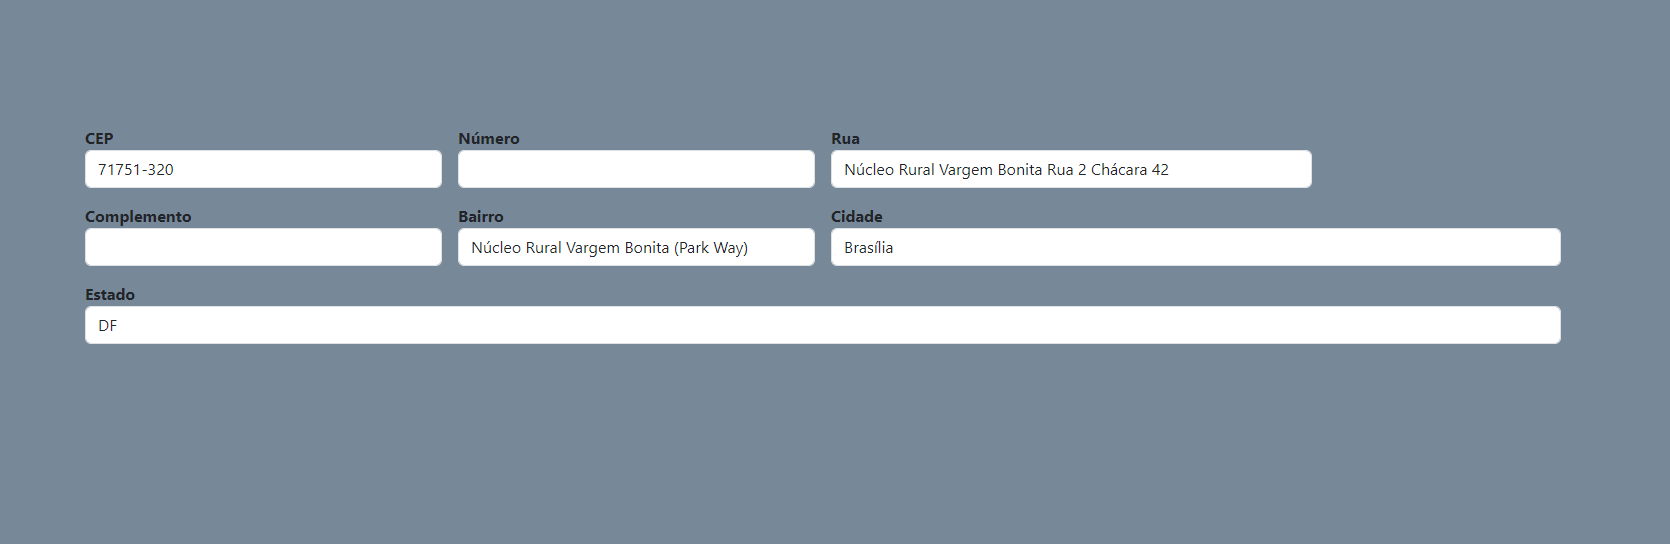 CEP
Número
Rua
71751-320
Núcleo Rural Vargem Bonita Rua 2 Chácara 42
Complemento
Bairro
Cidade
Núcleo Rural Vargem Bonita (Park Way)
Brasília
Estado
DF